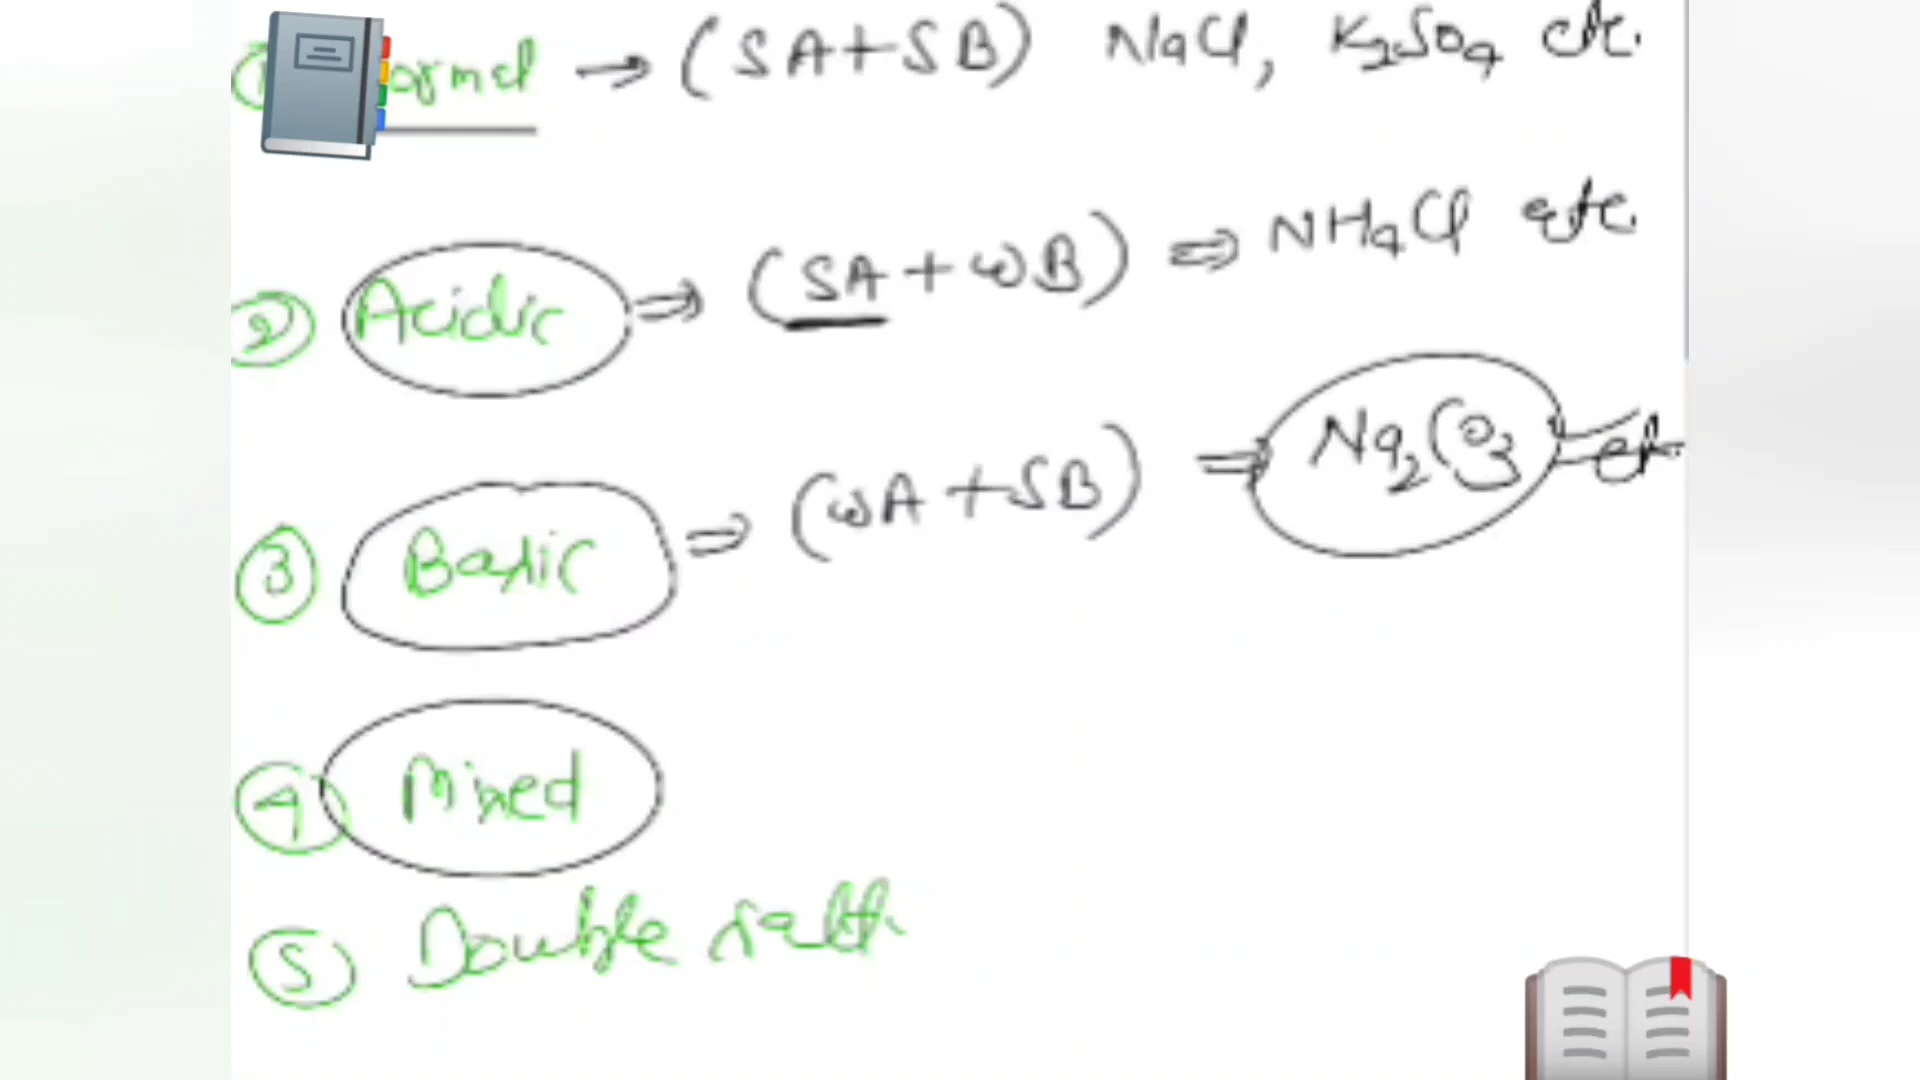 ① ormal → (SA+SB) NaCl, K₂SO₄ etc.
② Acidic ⇒ (SA+WB) ⇒ NH₄Cl etc.
③ Basic ⇒ (WA+SB) ⇒ Na₂CO₃ = etc.
④ Mixed
⑤ Double salt